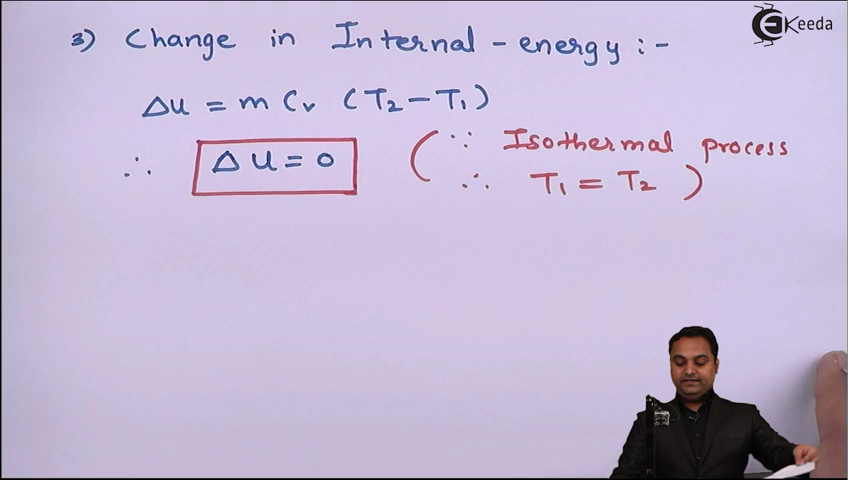 EKeeda
3) Change in Internal-energy :-
ΔU = m Cv (T2 - T1)
∴ ΔU = 0 (∵ Isothermal process
∴ T1 = T2)